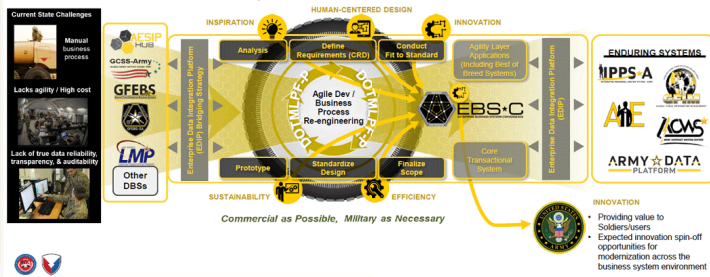 HUMAN-CENTERED DESIGN
INSPIRATION
INNOVATION
Current State Challenges
Manual
business
process
Lacks agility / High cost
Lack of true data reliability,
transparency, & auditability
AESIP
HUB
GCSS-Army
GFEBS
LMP
Other
DBSs
Enterprise Data Integration Platform
(EDIP) Bridging Strategy
Analysis
Define
Requirements (CRD)
Conduct
Fit to Standard
DOTMLPF-P
DOTMLPF-P
Agile Dev /
Business
Process
Re-engineering
Prototype
Standardize
Design
Finalize
Scope
SUSTAINABILITY
EFFICIENCY
Commercial as Possible, Military as Necessary
Agility Layer
Applications
(Including Best of
Breed Systems)
EBS-C
Core
Transactional
System
Enterprise Data Integration Platform
(EDIP)
ENDURING SYSTEMS
IPPS-A
AIE
ACWS
ARMY DATA
PLATFORM
UNITED STATES
ARMY
INNOVATION
• Providing value to
Soldiers/users
• Expected innovation spin-off
opportunities for
modernization across the
business system environment